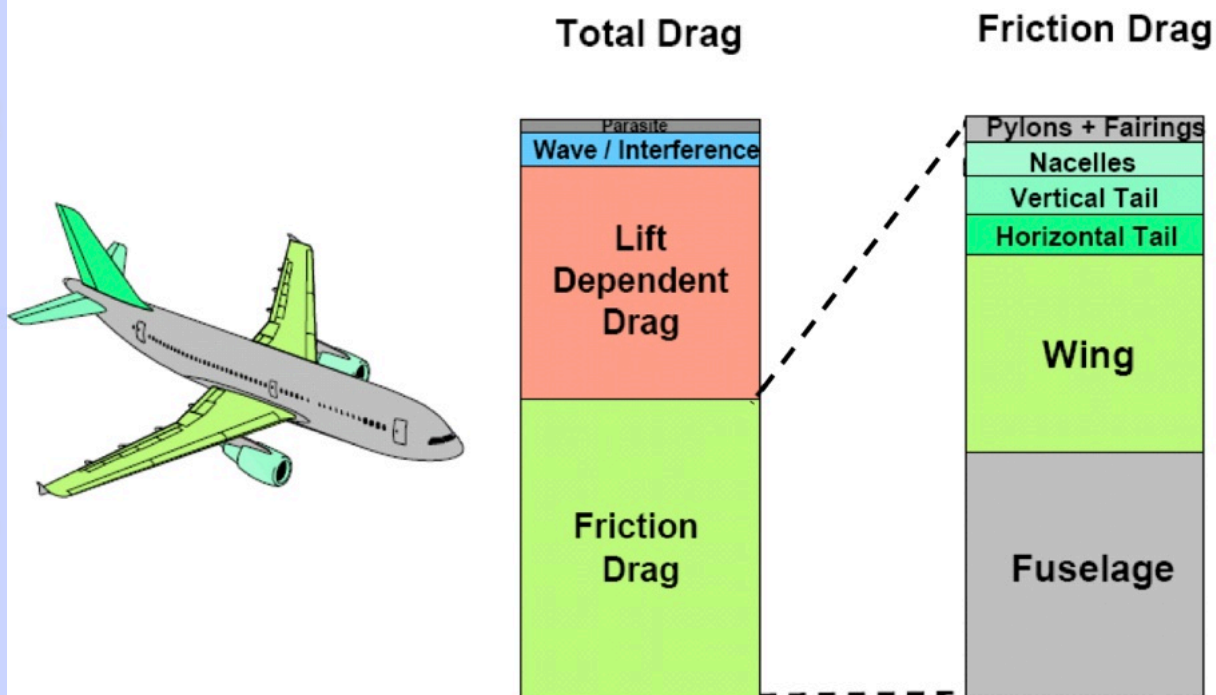 Total Drag
Parasite
Wave / Interference
Lift
Dependent
Drag
Friction
Drag
Friction Drag
Pylons + Fairings
Nacelles
Vertical Tail
Horizontal Tail
Wing
Fuselage